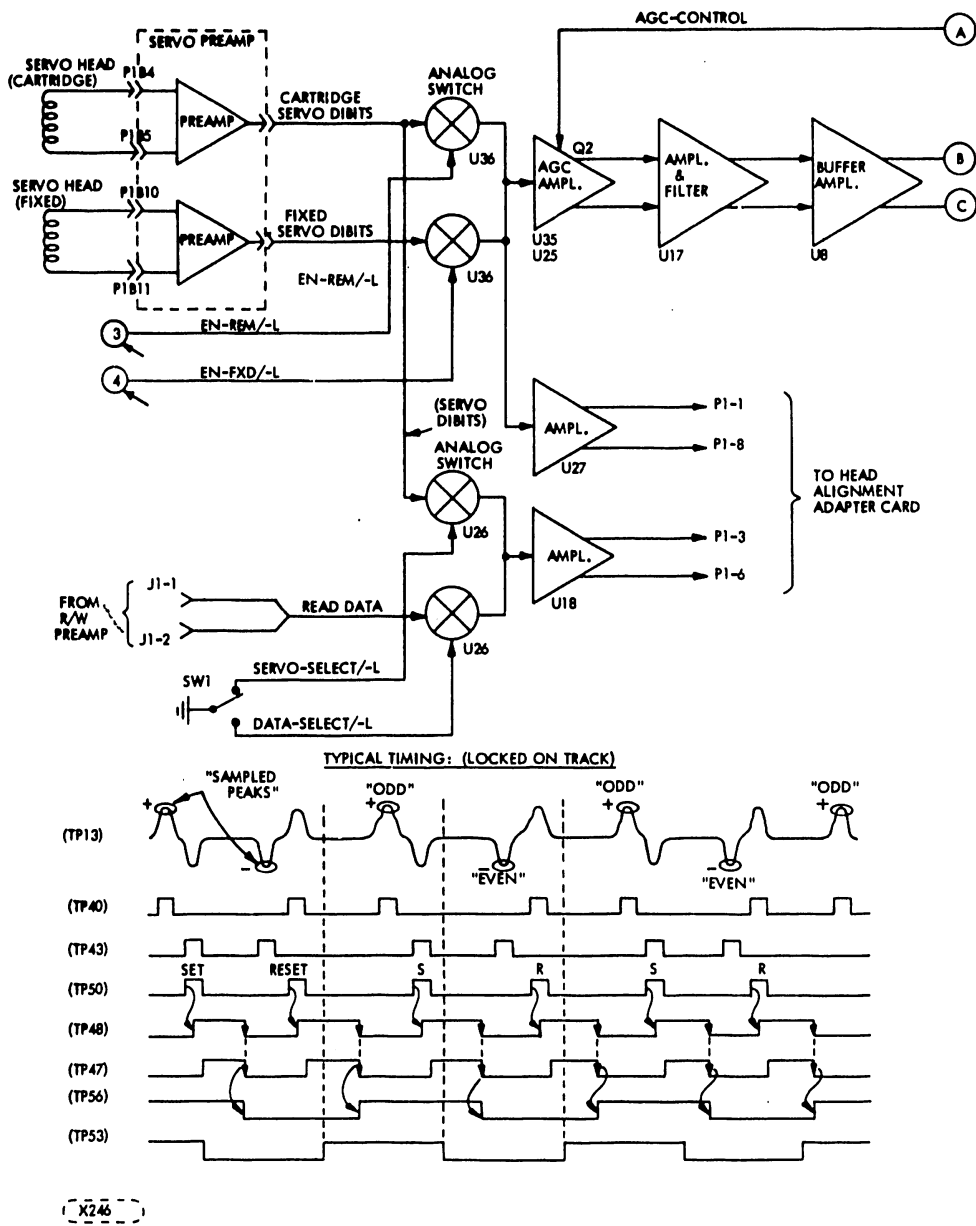 AGC-CONTROL
A
SERVO PREAMP
SERVO HEAD
(CARTRIDGE)
P1B4
P1B5
PREAMP
CARTRIDGE
SERVO DIBITS
ANALOG
SWITCH
U36
Q2
AGC
AMPL.
U35
U25
AMPL.
&
FILTER
U17
BUFFER
AMPL.
U8
B
C
SERVO HEAD
(FIXED)
P1B10
P1B11
PREAMP
FIXED
SERVO DIBITS
EN-REM/-L
U36
3
EN-REM/-L
4
EN-FXD/-L
(SERVO
DIBITS)
ANALOG
SWITCH
U26
AMPL.
U27
P1-1
P1-8
TO HEAD
ALIGNMENT
ADAPTER CARD
AMPL.
U18
P1-3
P1-6
FROM
R/W
PREAMP
J1-1
J1-2
READ DATA
U26
SW1
SERVO-SELECT/-L
DATA-SELECT/-L
TYPICAL TIMING: (LOCKED ON TRACK)
"SAMPLED
PEAKS"
"ODD"
"ODD"
"ODD"
+
+
+
+
(TP13)
-
-
-
"EVEN"
"EVEN"
(TP40)
(TP43)
SET
RESET
S
R
S
R
(TP50)
(TP48)
(TP47)
(TP56)
(TP53)
X246